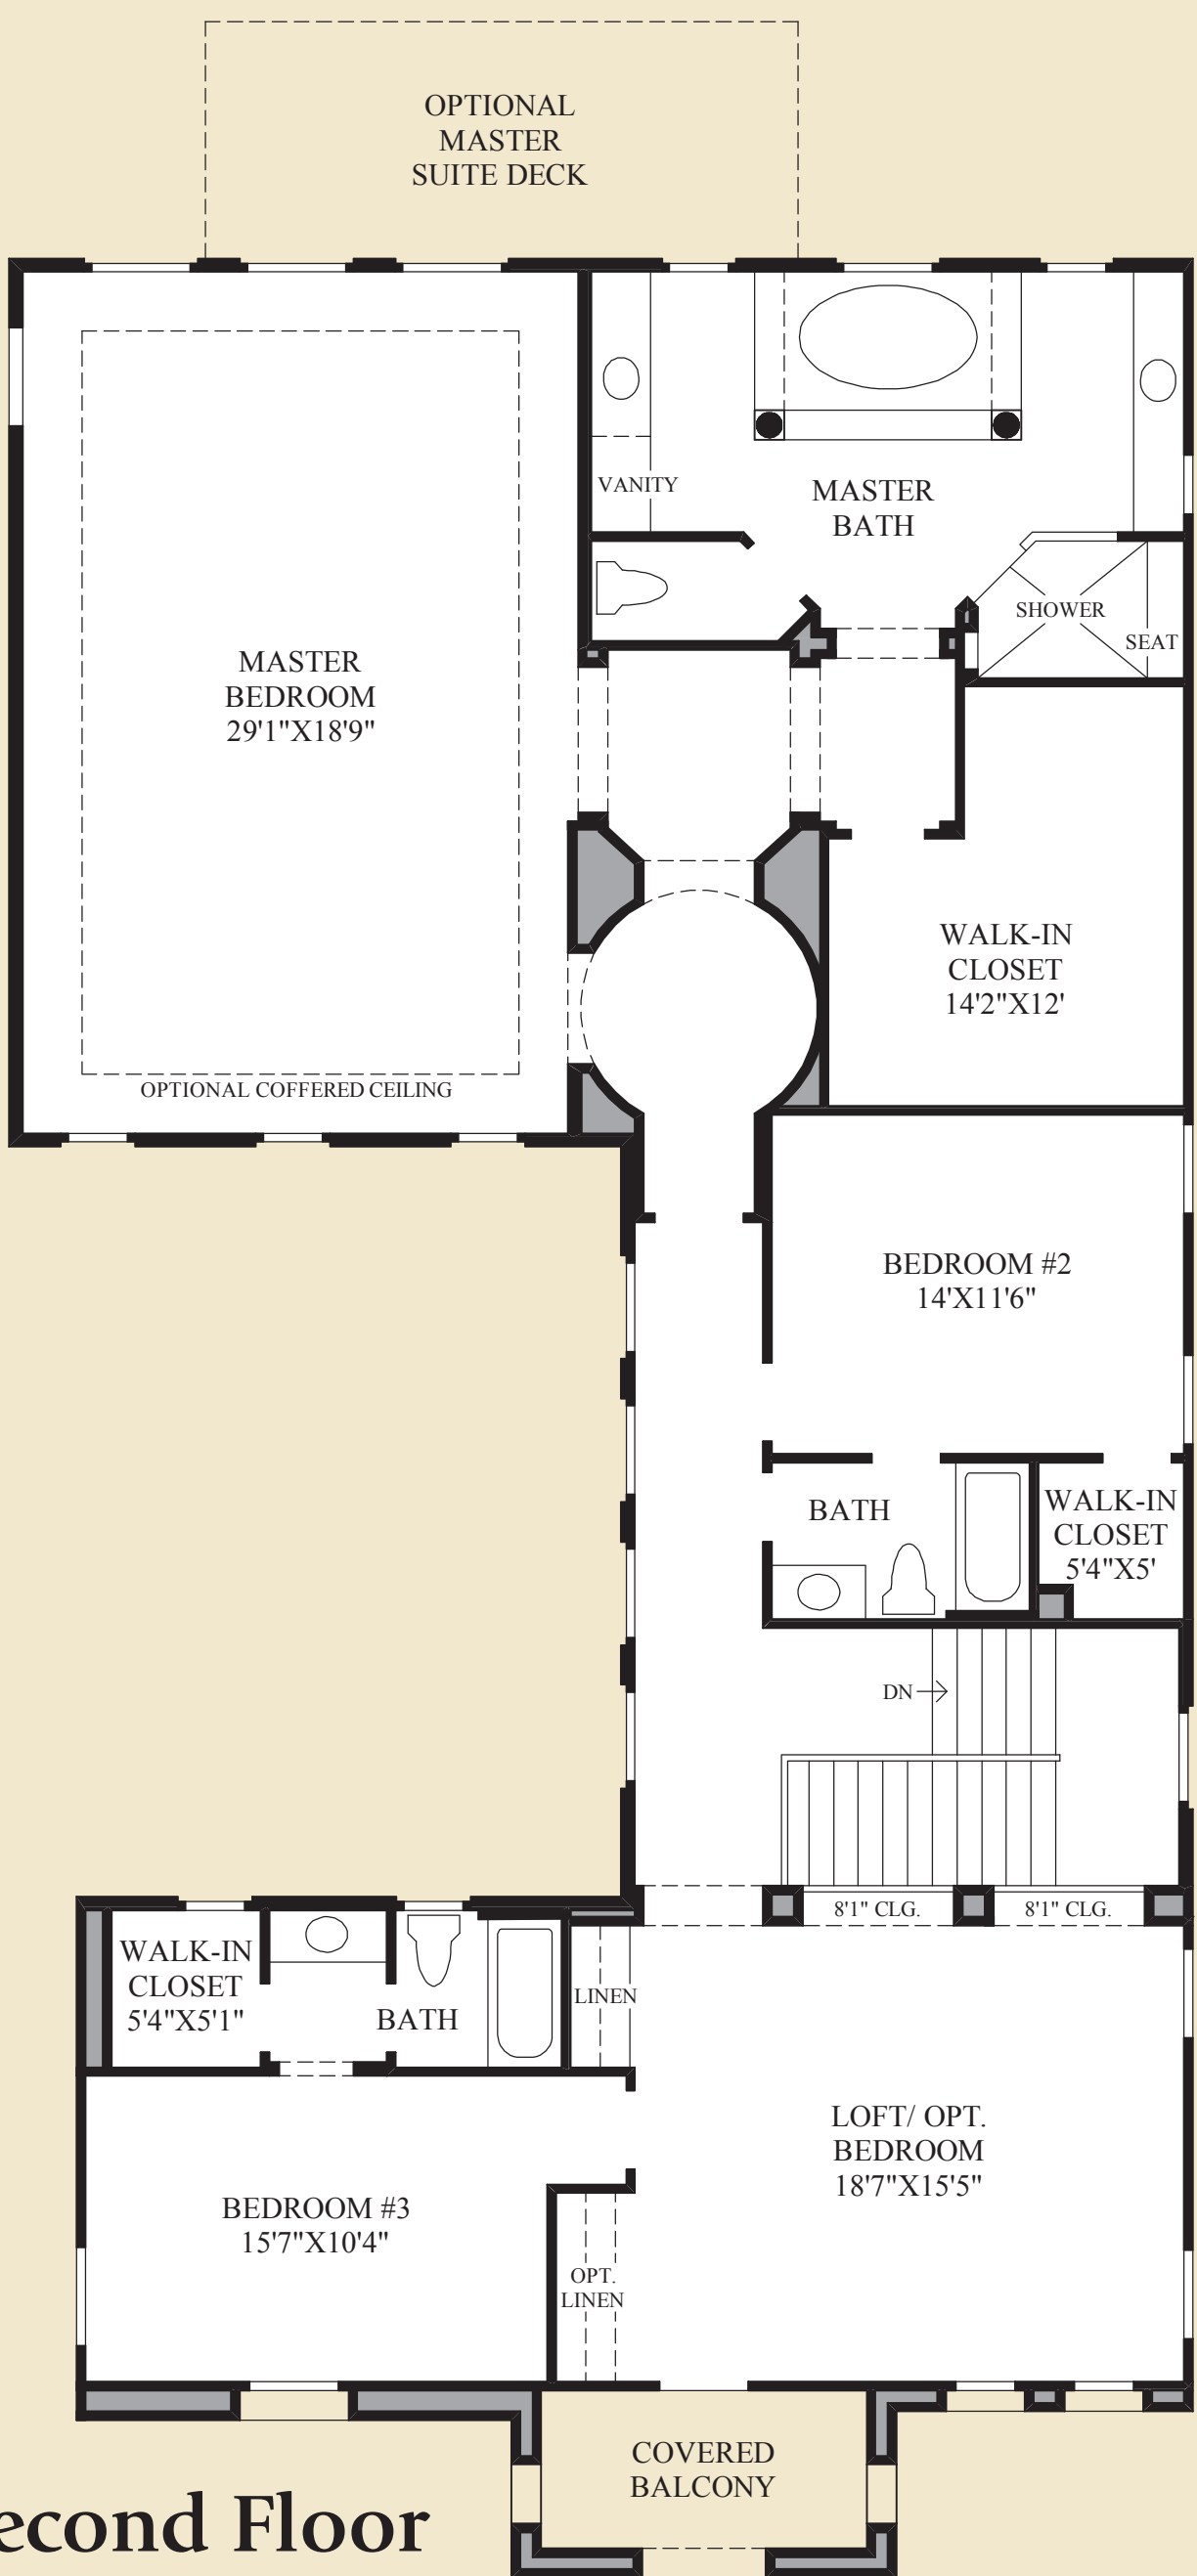 OPTIONAL
MASTER
SUITE DECK
VANITY
MASTER
BATH
SHOWER
SEAT
MASTER
BEDROOM
29'1"X18'9"
OPTIONAL COFFERED CEILING
WALK-IN
CLOSET
14'2"X12'
BEDROOM #2
14'X11'6"
BATH
WALK-IN
CLOSET
5'4"X5'
DN
8'1" CLG.
8'1" CLG.
WALK-IN
CLOSET
5'4"X5'1"
BATH
LINEN
LOFT/ OPT.
BEDROOM
18'7"X15'5"
BEDROOM #3
15'7"X10'4"
OPT.
LINEN
COVERED
BALCONY
econd Floor